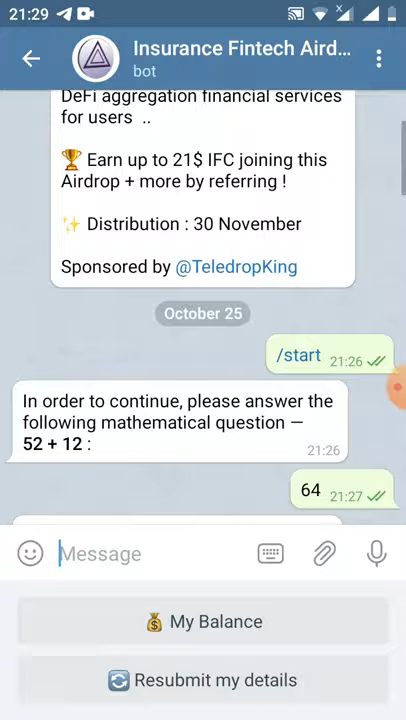 21:29
Insurance Fintech Aird...
bot
DeFi aggregation financial services
for users ..
🏆 Earn up to 21$ IFC joining this
Airdrop + more by referring !
✨ Distribution : 30 November
Sponsored by @TeledropKing
October 25
/start 21:26
In order to continue, please answer the
following mathematical question —
52 + 12 :
21:26
64 21:27
Message
💰 My Balance
🔄 Resubmit my details